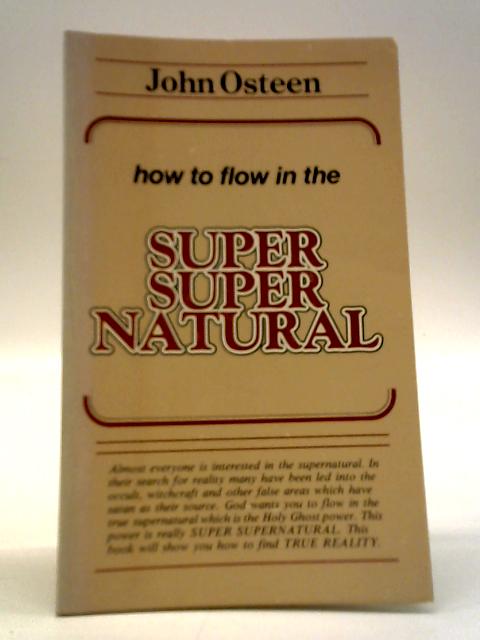 John Osteen
how to flow in the
SUPER
SUPER
NATURAL
Almost everyone is interested in the supernatural. In
their search for reality many have been led into the
occult, witchcraft and other false areas which have
satan as their source. God wants you to flow in the
true supernatural which is the Holy Ghost power. This
power is really SUPER SUPERNATURAL. This
book will show you how to find TRUE REALITY.